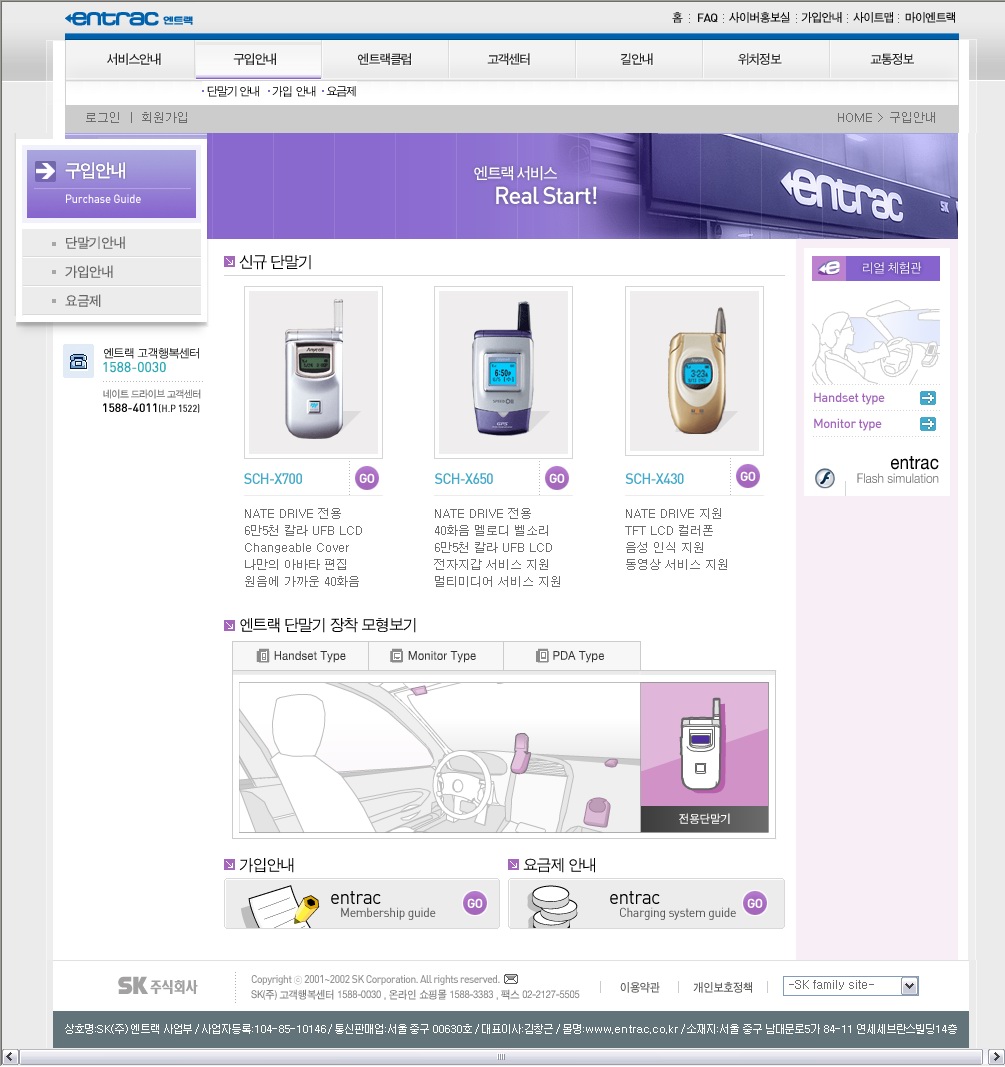 entrac 엔트랙
홈 : FAQ : 사이버홍보실 : 가입안내 : 사이트맵 : 마이엔트랙
서비스안내 구입안내 엔트랙클럽 고객센터 길안내 위치정보 교통정보
· 단말기 안내 · 가입 안내 · 요금제
로그인 | 회원가입
HOME > 구입안내
구입안내
Purchase Guide
단말기안내
가입안내
요금제
엔트랙 고객행복센터
1588-0030
네이트 드라이브 고객센터
1588-4011(H.P 1522)
엔트랙 서비스
Real Start!
entrac
SK
신규 단말기
SCH-X700 GO
NATE DRIVE 전용
6만5천 칼라 UFB LCD
Changeable Cover
나만의 아바타 편집
원음에 가까운 40화음
SCH-X650 GO
NATE DRIVE 전용
40화음 멜로디 벨소리
6만5천 칼라 UFB LCD
전자지갑 서비스 지원
멀티미디어 서비스 지원
SCH-X430 GO
NATE DRIVE 지원
TFT LCD 컬러폰
음성 인식 지원
동영상 서비스 지원
리얼 체험관
Handset type
Monitor type
entrac
Flash simulation
엔트랙 단말기 장착 모형보기
Handset Type Monitor Type PDA Type
전용단말기
가입안내
entrac
Membership guide
GO
요금제 안내
entrac
Charging system guide
GO
SK 주식회사
Copyright ⓒ 2001~2002 SK Corporation. All rights reserved.
SK(주) 고객행복센터 1588-0030 , 온라인 쇼핑몰 1588-3383 , 팩스 02-2127-5505
이용약관 | 개인보호정책
-SK family site-
상호명:SK(주) 엔트랙 사업부 / 사업자등록:104-85-10146 / 통신판매업:서울 중구 00630호 / 대표이사:김창근 / 몰명:www.entrac.co.kr / 소재지:서울 중구 남대문로5가 84-11 연세세브란스빌딩14층